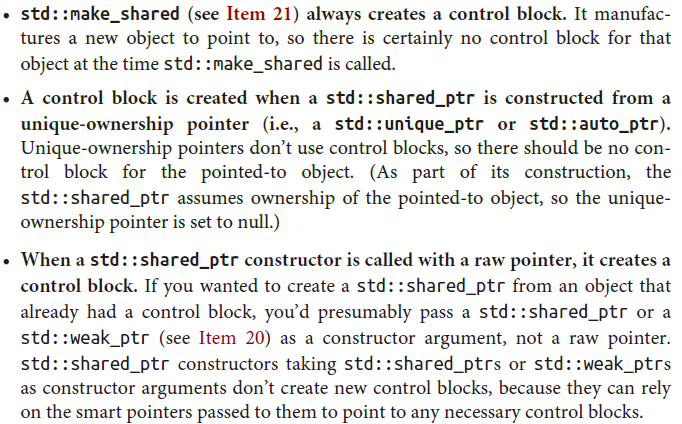 • std::make_shared (see Item 21) always creates a control block. It manufac-
tures a new object to point to, so there is certainly no control block for that
object at the time std::make_shared is called.
• A control block is created when a std::shared_ptr is constructed from a
unique-ownership pointer (i.e., a std::unique_ptr or std::auto_ptr).
Unique-ownership pointers don’t use control blocks, so there should be no con-
trol block for the pointed-to object. (As part of its construction, the
std::shared_ptr assumes ownership of the pointed-to object, so the unique-
ownership pointer is set to null.)
• When a std::shared_ptr constructor is called with a raw pointer, it creates a
control block. If you wanted to create a std::shared_ptr from an object that
already had a control block, you’d presumably pass a std::shared_ptr or a
std::weak_ptr (see Item 20) as a constructor argument, not a raw pointer.
std::shared_ptr constructors taking std::shared_ptrs or std::weak_ptrs
as constructor arguments don’t create new control blocks, because they can rely
on the smart pointers passed to them to point to any necessary control blocks.